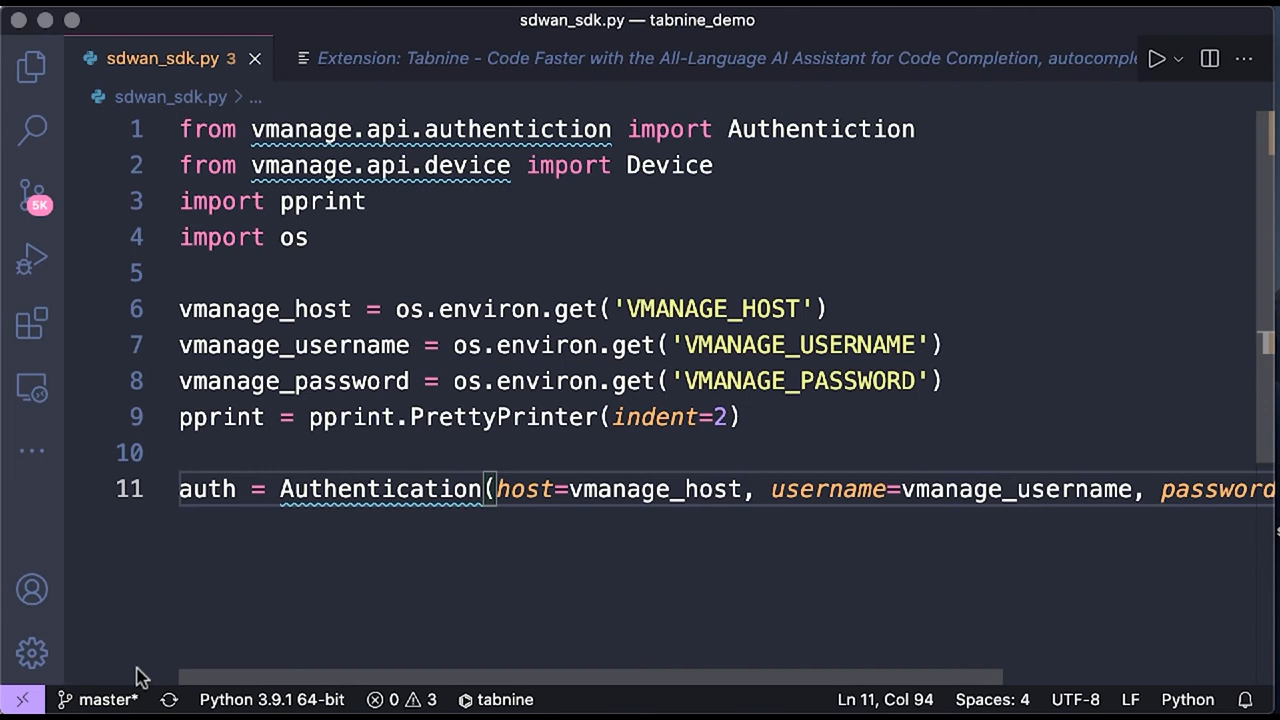 sdwan_sdk.py — tabnine_demo
sdwan_sdk.py 3 Extension: Tabnine - Code Faster with the All-Language AI Assistant for Code Completion, autocomple
sdwan_sdk.py > ...
1 from vmanage.api.authentiction import Authentiction
2 from vmanage.api.device import Device
3 import pprint
4 import os
5
6 vmanage_host = os.environ.get('VMANAGE_HOST')
7 vmanage_username = os.environ.get('VMANAGE_USERNAME')
8 vmanage_password = os.environ.get('VMANAGE_PASSWORD')
9 pprint = pprint.PrettyPrinter(indent=2)
10
11 auth = Authentication(host=vmanage_host, username=vmanage_username, password
5K
master* Python 3.9.1 64-bit 0 3 tabnine Ln 11, Col 94 Spaces: 4 UTF-8 LF Python